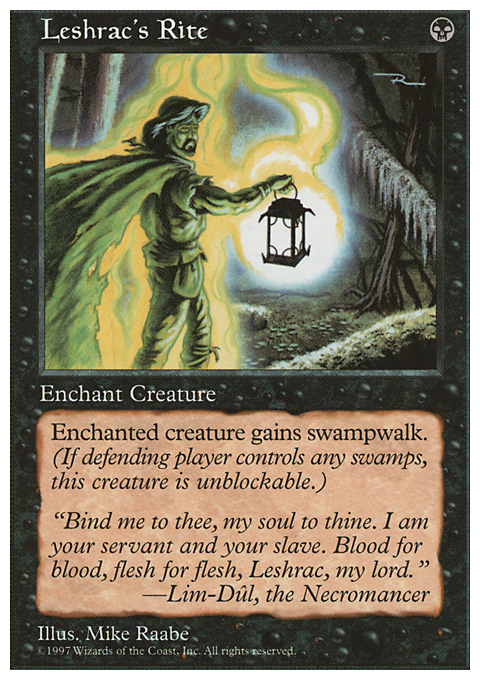 Leshrac's Rite
Enchant Creature
Enchanted creature gains swampwalk.
(If defending player controls any swamps,
this creature is unblockable.)
“Bind me to thee, my soul to thine. I am
your servant and your slave. Blood for
blood, flesh for flesh, Leshrac, my lord.”
—Lim-Dûl, the Necromancer
Illus. Mike Raabe
©1997 Wizards of the Coast, Inc. All rights reserved.